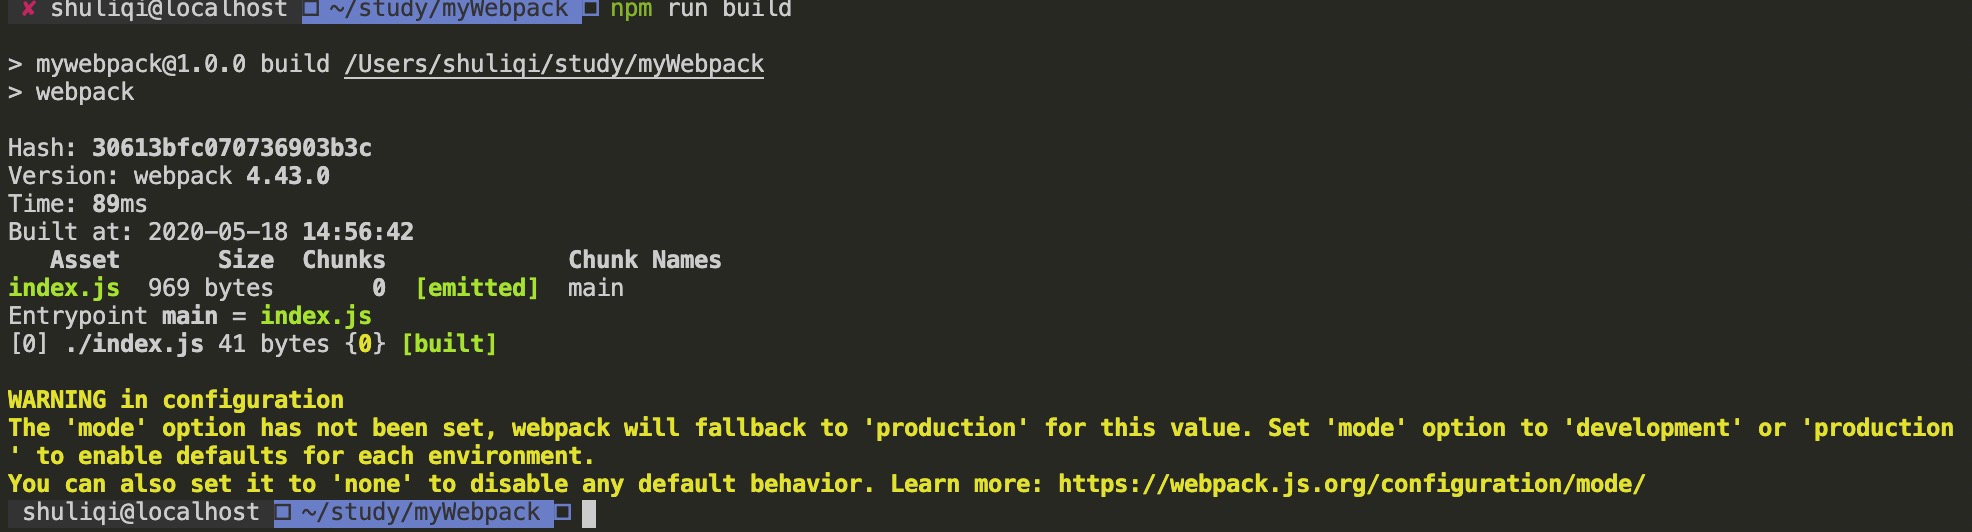 ✘ shuliqi@localhost ~/study/myWebpack npm run build
> mywebpack@1.0.0 build /Users/shuliqi/study/myWebpack
> webpack
Hash: 30613bfc070736903b3c
Version: webpack 4.43.0
Time: 89ms
Built at: 2020-05-18 14:56:42
Asset Size Chunks Chunk Names
index.js 969 bytes 0 [emitted] main
Entrypoint main = index.js
[0] ./index.js 41 bytes {0} [built]
WARNING in configuration
The 'mode' option has not been set, webpack will fallback to 'production' for this value. Set 'mode' option to 'development' or 'production
' to enable defaults for each environment.
You can also set it to 'none' to disable any default behavior. Learn more: https://webpack.js.org/configuration/mode/
shuliqi@localhost ~/study/myWebpack